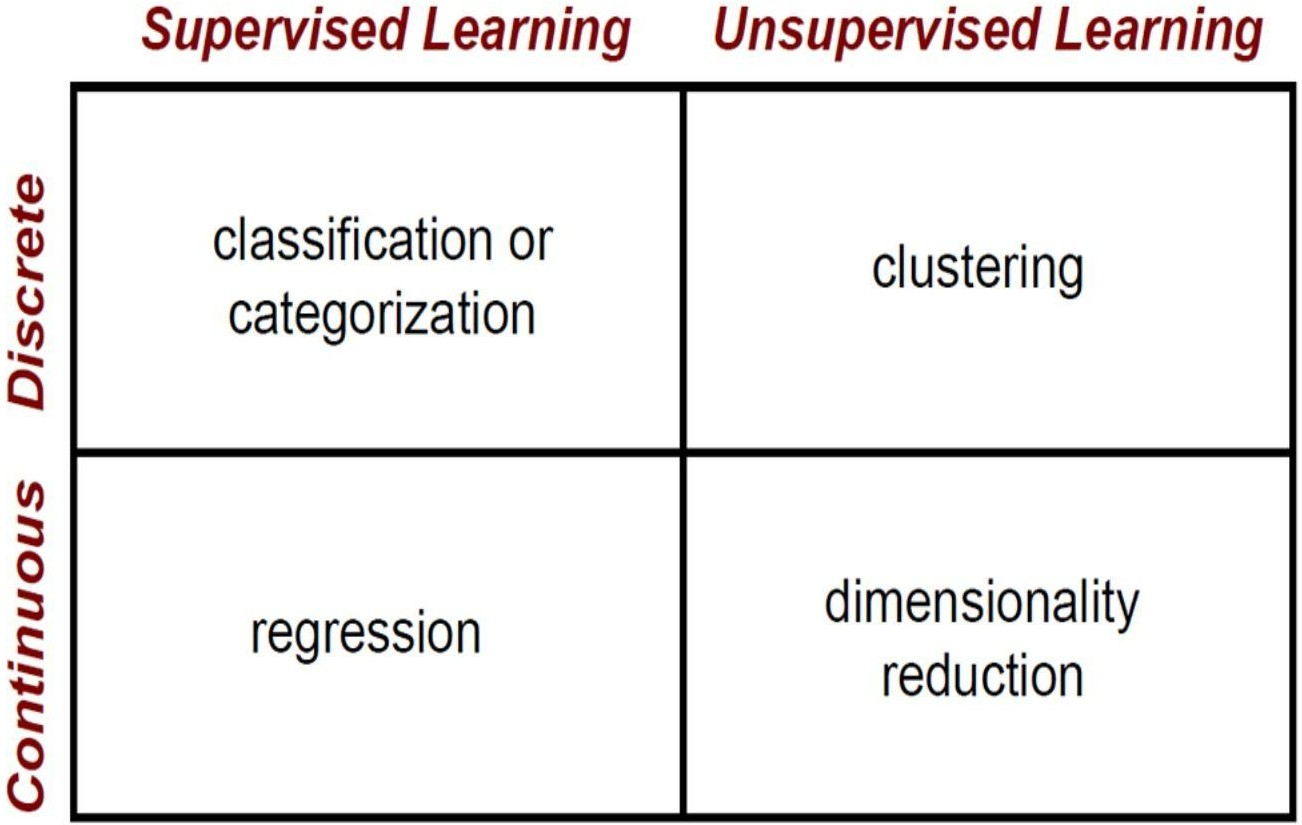 Supervised Learning
Unsupervised Learning
Discrete
classification or
categorization
clustering
Continuous
regression
dimensionality
reduction